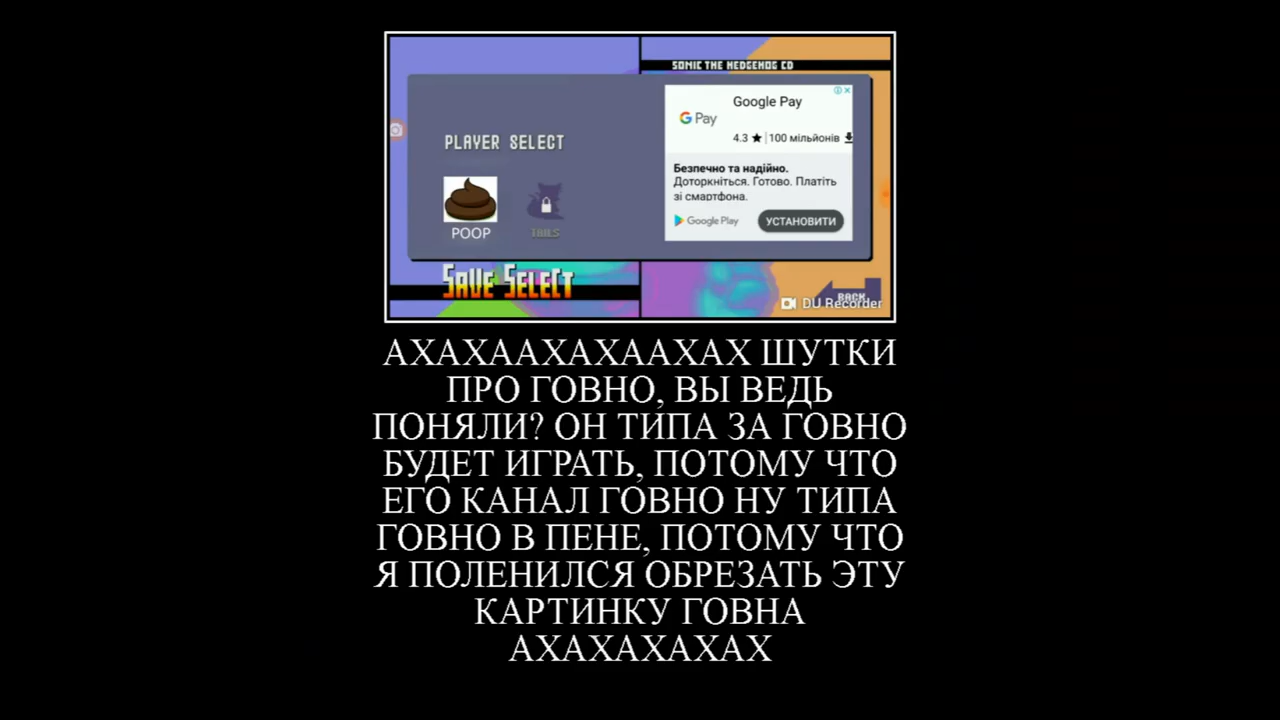 SONIC THE HEDGEHOG CD
Google Pay
G Pay
4.3 ★ | 100 мільйонів
PLAYER SELECT
Безпечно та надійно.
Доторкніться. Готово. Платіть
зі смартфона.
Google Play
УСТАНОВИТИ
POOP
TAILS
SAVE SELECT
BACK
DU Recorder
АХАХААХАХААХАХ ШУТКИ
ПРО ГОВНО, ВЫ ВЕДЬ
ПОНЯЛИ? ОН ТИПА ЗА ГОВНО
БУДЕТ ИГРАТЬ, ПОТОМУ ЧТО
ЕГО КАНАЛ ГОВНО НУ ТИПА
ГОВНО В ПЕНЕ, ПОТОМУ ЧТО
Я ПОЛЕНИЛСЯ ОБРЕЗАТЬ ЭТУ
КАРТИНКУ ГОВНА
АХАХАХАХАХ